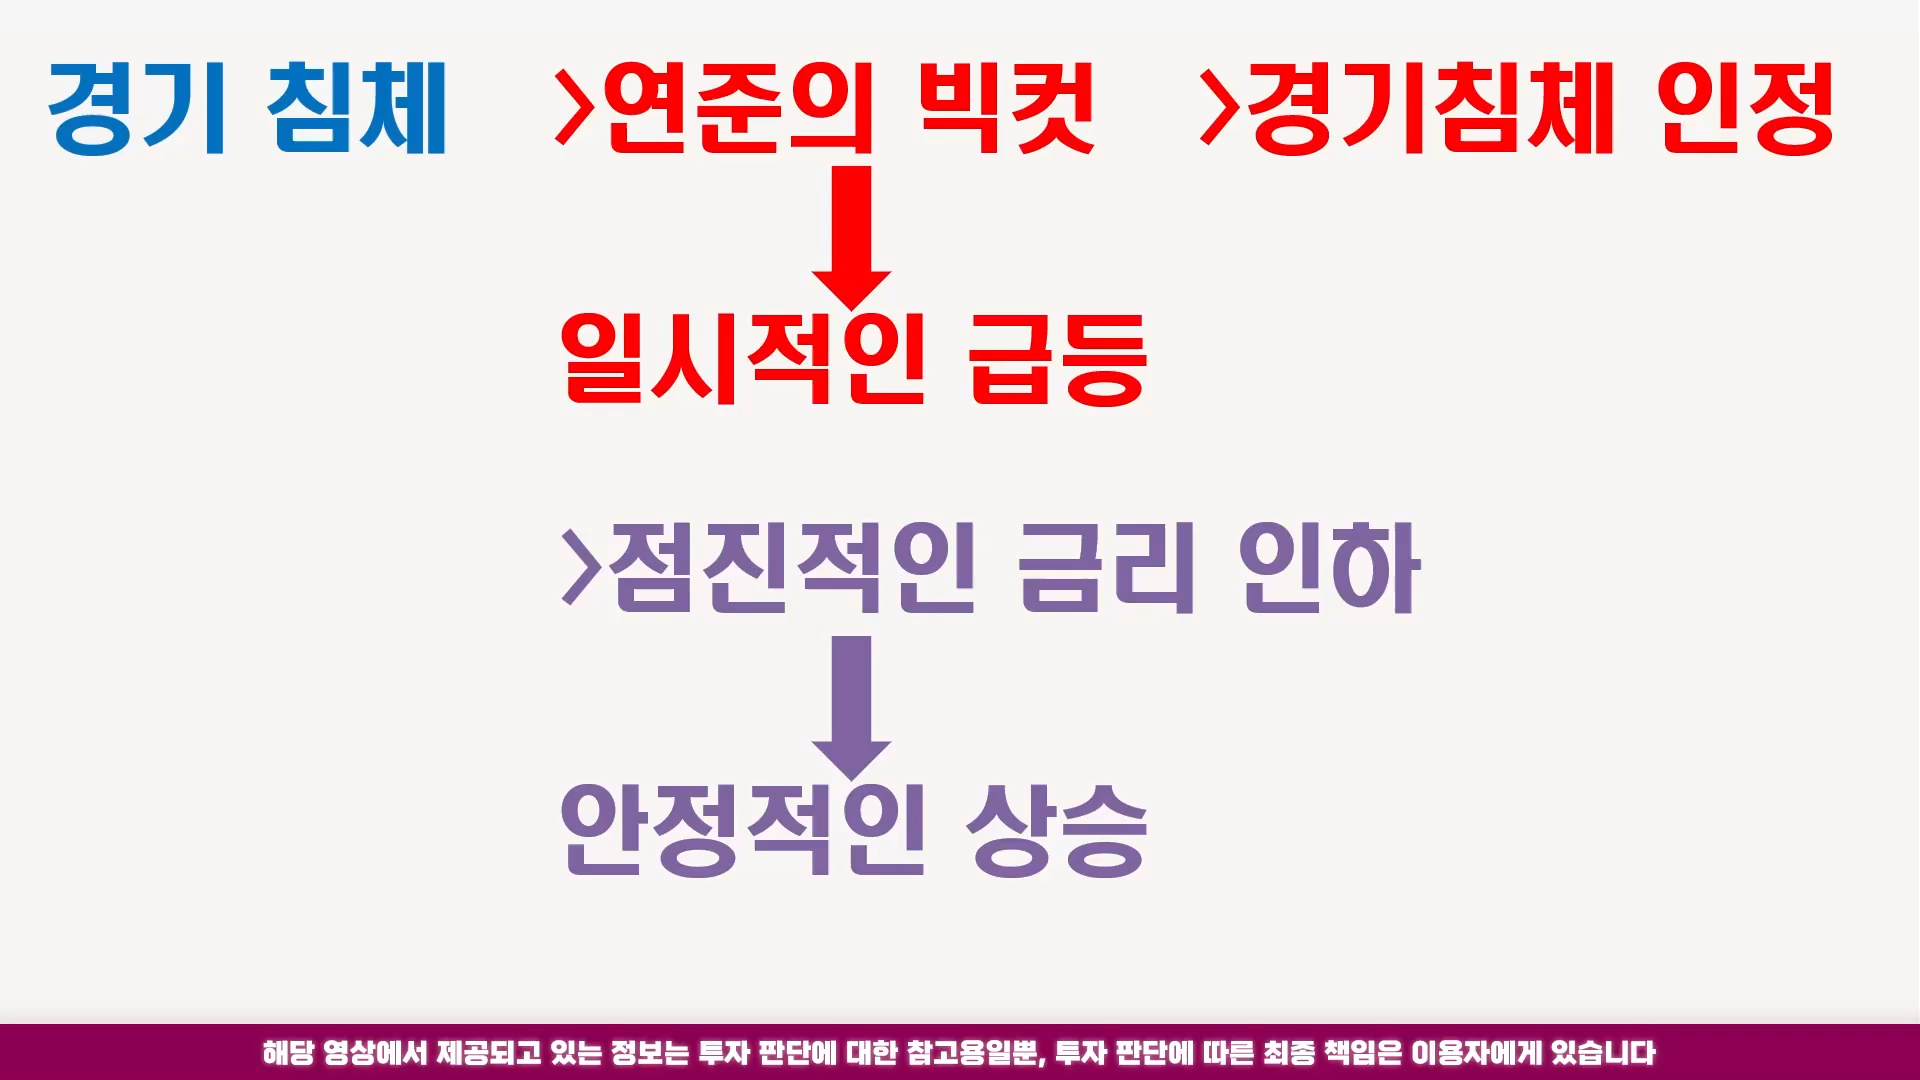 경기 침체 >연준의 빅컷 >경기침체 인정
일시적인 급등
>점진적인 금리 인하
안정적인 상승
해당 영상에서 제공되고 있는 정보는 투자 판단에 대한 참고용일뿐, 투자 판단에 따른 최종 책임은 이용자에게 있습니다